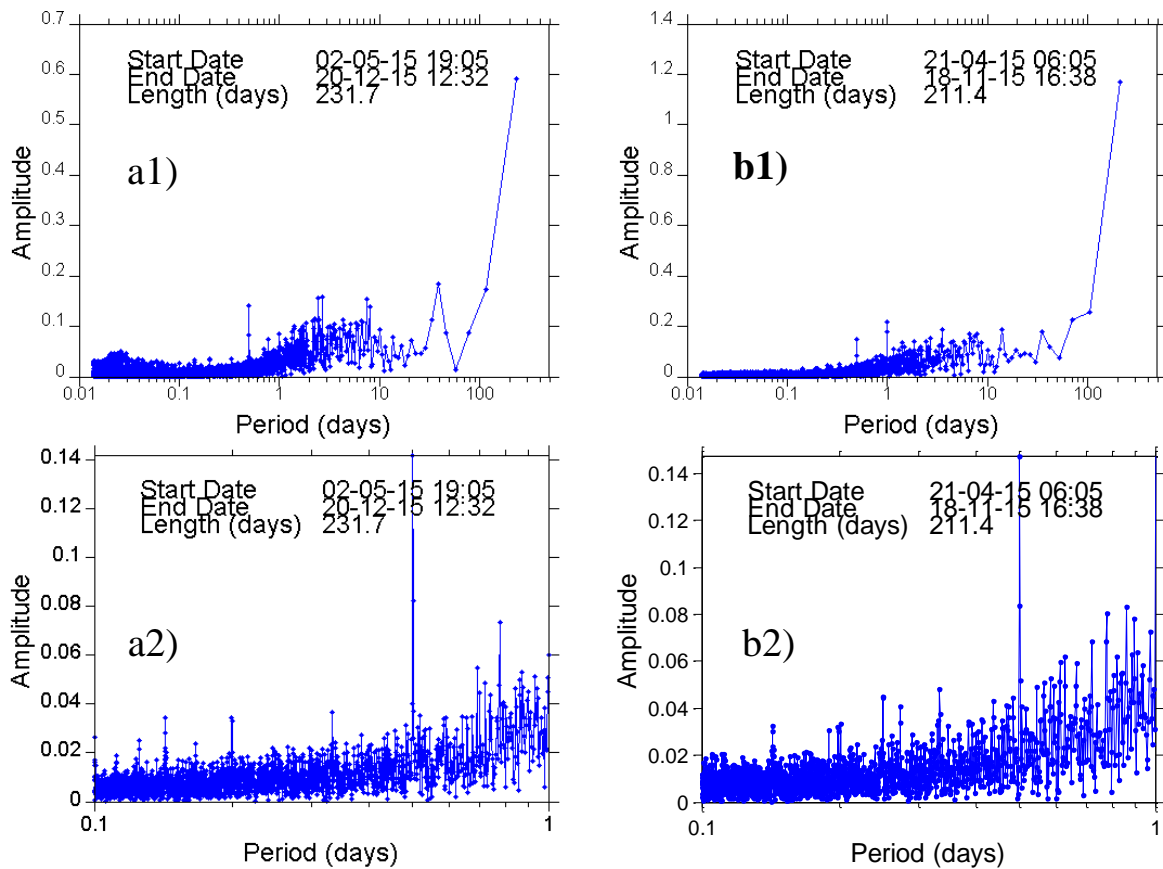 0.7
0.6
0.5
0.4
0.3
0.2
0.1
0
Amplitude
Start Date 02-05-15 19:05
End Date 20-12-15 12:32
Length (days) 231.7
a1)
0.01 0.1 1 10 100
Period (days)
1.4
1.2
1
0.8
0.6
0.4
0.2
0
Amplitude
Start Date 21-04-15 06:05
End Date 18-11-15 16:38
Length (days) 211.4
b1)
0.01 0.1 1 10 100
Period (days)
0.14
0.12
0.1
0.08
0.06
0.04
0.02
0
Amplitude
Start Date 02-05-15 19:05
End Date 20-12-15 12:32
Length (days) 231.7
a2)
0.1 1
Period (days)
0.14
0.12
0.1
0.08
0.06
0.04
0.02
0
Amplitude
Start Date 21-04-15 06:05
End Date 18-11-15 16:38
Length (days) 211.4
b2)
0.1 1
Period (days)